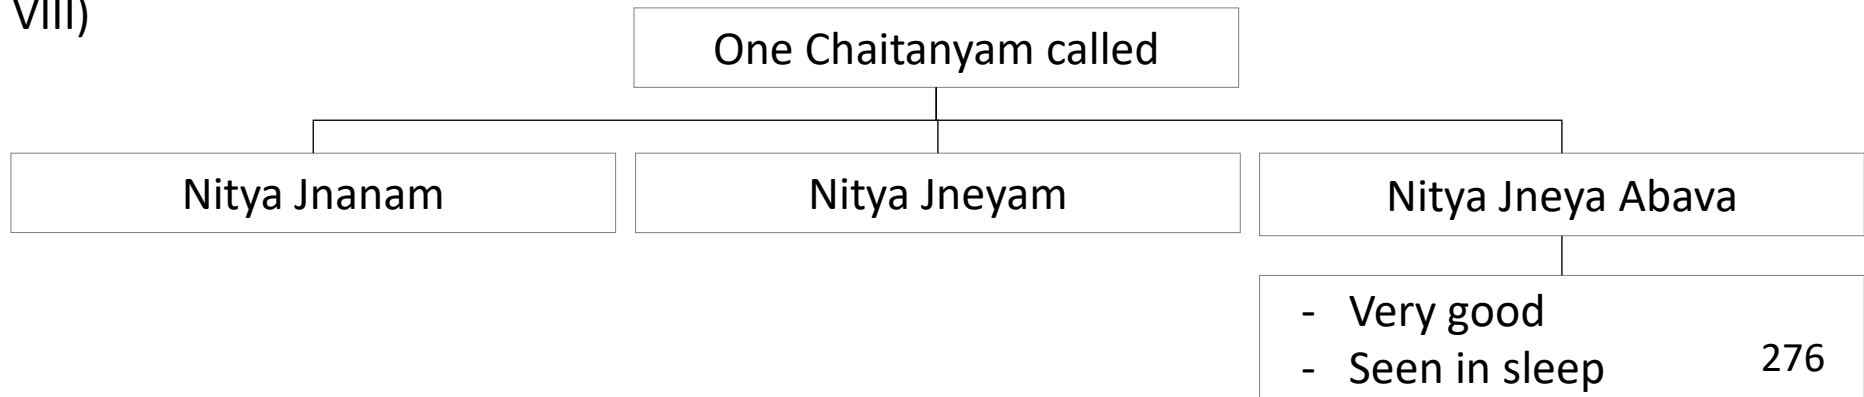 VIII)
One Chaitanyam called
Nitya Jnanam
Nitya Jneyam
Nitya Jneya Abava
- Very good
- Seen in sleep
276